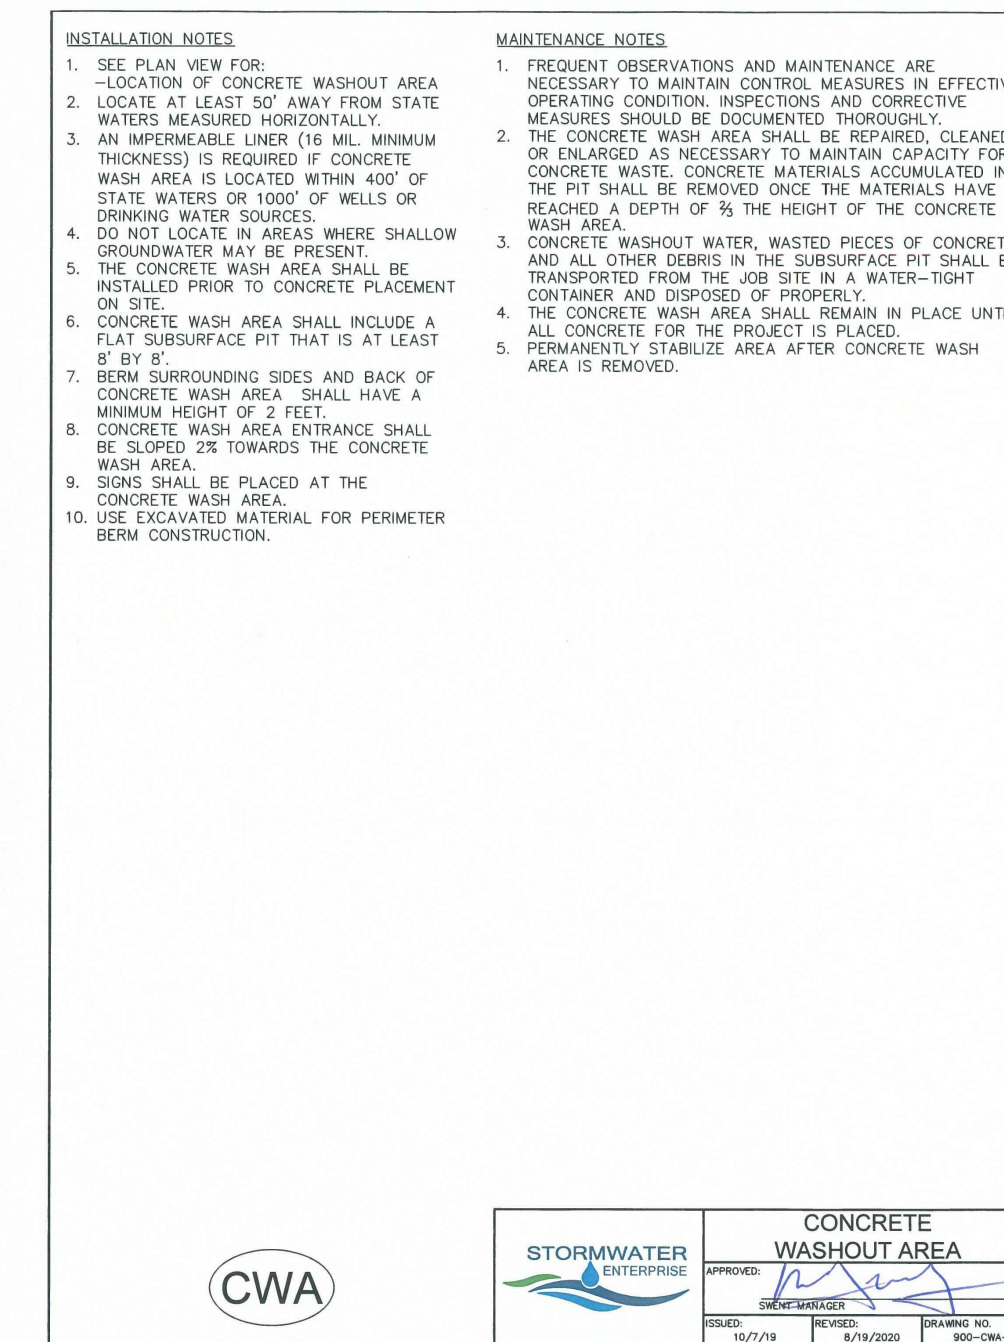 INSTALLATION NOTES
1. SEE PLAN VIEW FOR:
-LOCATION OF CONCRETE WASHOUT AREA
2. LOCATE AT LEAST 50' AWAY FROM STATE
WATERS MEASURED HORIZONTALLY.
3. AN IMPERMEABLE LINER (16 MIL. MINIMUM
THICKNESS) IS REQUIRED IF CONCRETE
WASH AREA IS LOCATED WITHIN 400' OF
STATE WATERS OR 1000' OF WELLS OR
DRINKING WATER SOURCES.
4. DO NOT LOCATE IN AREAS WHERE SHALLOW
GROUNDWATER MAY BE PRESENT.
5. THE CONCRETE WASH AREA SHALL BE
INSTALLED PRIOR TO CONCRETE PLACEMENT
ON SITE.
6. CONCRETE WASH AREA SHALL INCLUDE A
FLAT SUBSURFACE PIT THAT IS AT LEAST
8' BY 8'.
7. BERM SURROUNDING SIDES AND BACK OF
CONCRETE WASH AREA SHALL HAVE A
MINIMUM HEIGHT OF 2 FEET.
8. CONCRETE WASH AREA ENTRANCE SHALL
BE SLOPED 2% TOWARDS THE CONCRETE
WASH AREA.
9. SIGNS SHALL BE PLACED AT THE
CONCRETE WASH AREA.
10. USE EXCAVATED MATERIAL FOR PERIMETER
BERM CONSTRUCTION.
MAINTENANCE NOTES
1. FREQUENT OBSERVATIONS AND MAINTENANCE ARE
NECESSARY TO MAINTAIN CONTROL MEASURES IN EFFECTIV
OPERATING CONDITION. INSPECTIONS AND CORRECTIVE
MEASURES SHOULD BE DOCUMENTED THOROUGHLY.
2. THE CONCRETE WASH AREA SHALL BE REPAIRED, CLEANED
OR ENLARGED AS NECESSARY TO MAINTAIN CAPACITY FOR
CONCRETE WASTE. CONCRETE MATERIALS ACCUMULATED IN
THE PIT SHALL BE REMOVED ONCE THE MATERIALS HAVE
REACHED A DEPTH OF ⅔ THE HEIGHT OF THE CONCRETE
WASH AREA.
3. CONCRETE WASHOUT WATER, WASTED PIECES OF CONCRET
AND ALL OTHER DEBRIS IN THE SUBSURFACE PIT SHALL B
TRANSPORTED FROM THE JOB SITE IN A WATER-TIGHT
CONTAINER AND DISPOSED OF PROPERLY.
4. THE CONCRETE WASH AREA SHALL REMAIN IN PLACE UNTI
ALL CONCRETE FOR THE PROJECT IS PLACED.
5. PERMANENTLY STABILIZE AREA AFTER CONCRETE WASH
AREA IS REMOVED.
CWA
STORMWATER
ENTERPRISE
CONCRETE
WASHOUT AREA
APPROVED:
SWENT MANAGER
ISSUED:
10/7/19
REVISED:
8/19/2020
DRAWING NO.
900-CWA-